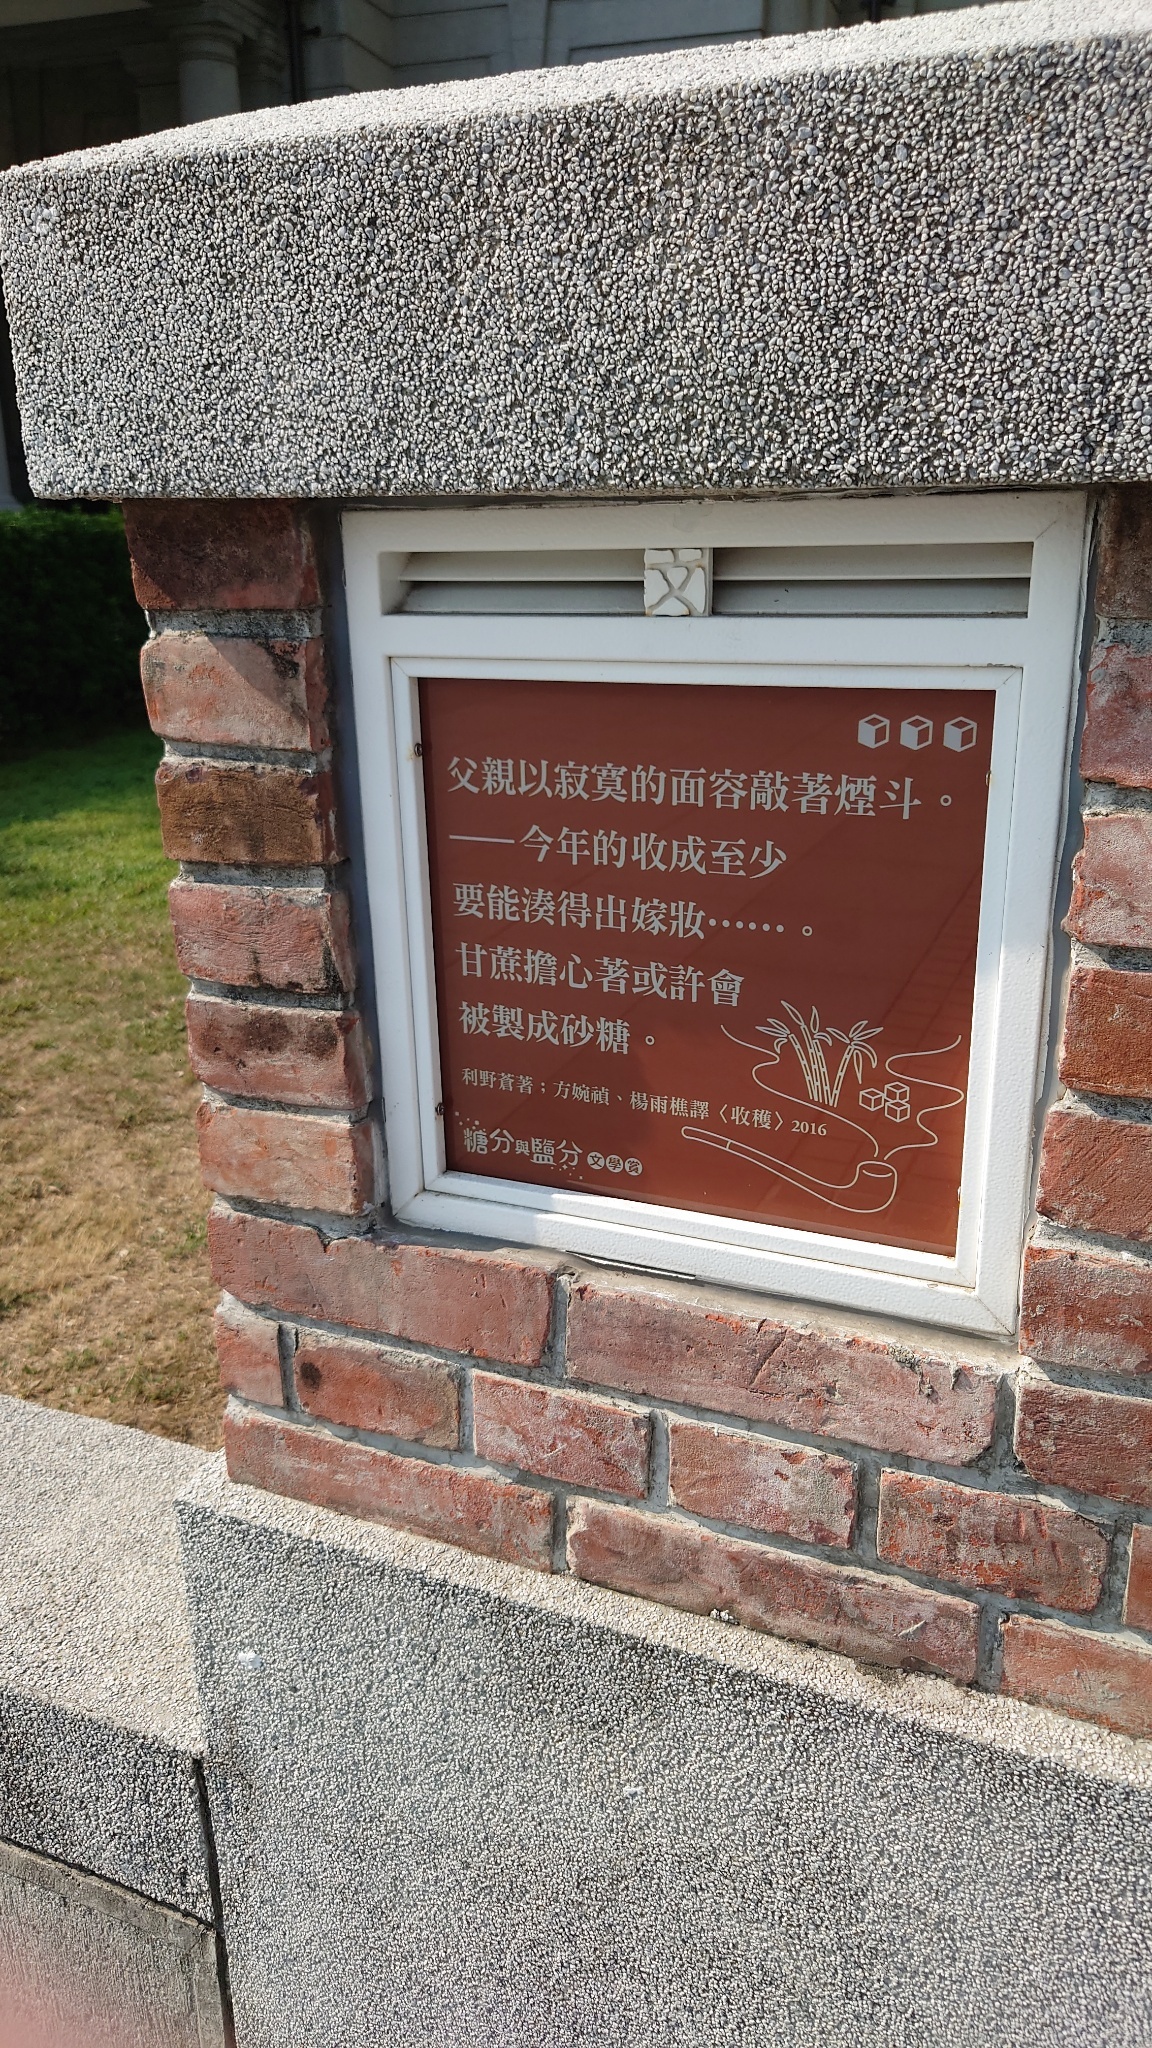 文
父親以寂寞的面容敲著煙斗。
——今年的收成至少
要能湊得出嫁妝⋯⋯。
甘蔗擔心著或許會
被製成砂糖。
利野蒼著；方婉禎、楊雨樵譯〈收穫〉2016
糖分與鹽分文學賞